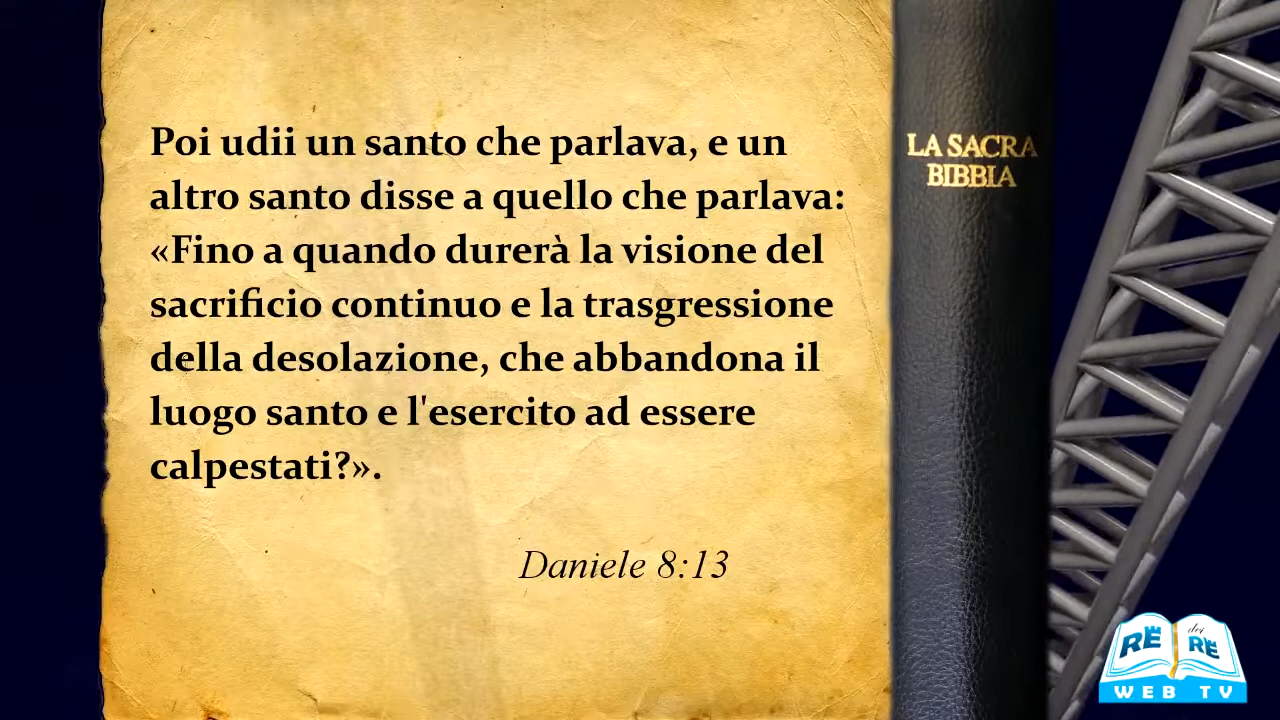 Poi udii un santo che parlava, e un
altro santo disse a quello che parlava:
«Fino a quando durerà la visione del
sacrificio continuo e la trasgressione
della desolazione, che abbandona il
luogo santo e l'esercito ad essere
calpestati?».
Daniele 8:13
LA SACRA
BIBBIA
RE dei RE
WEB TV